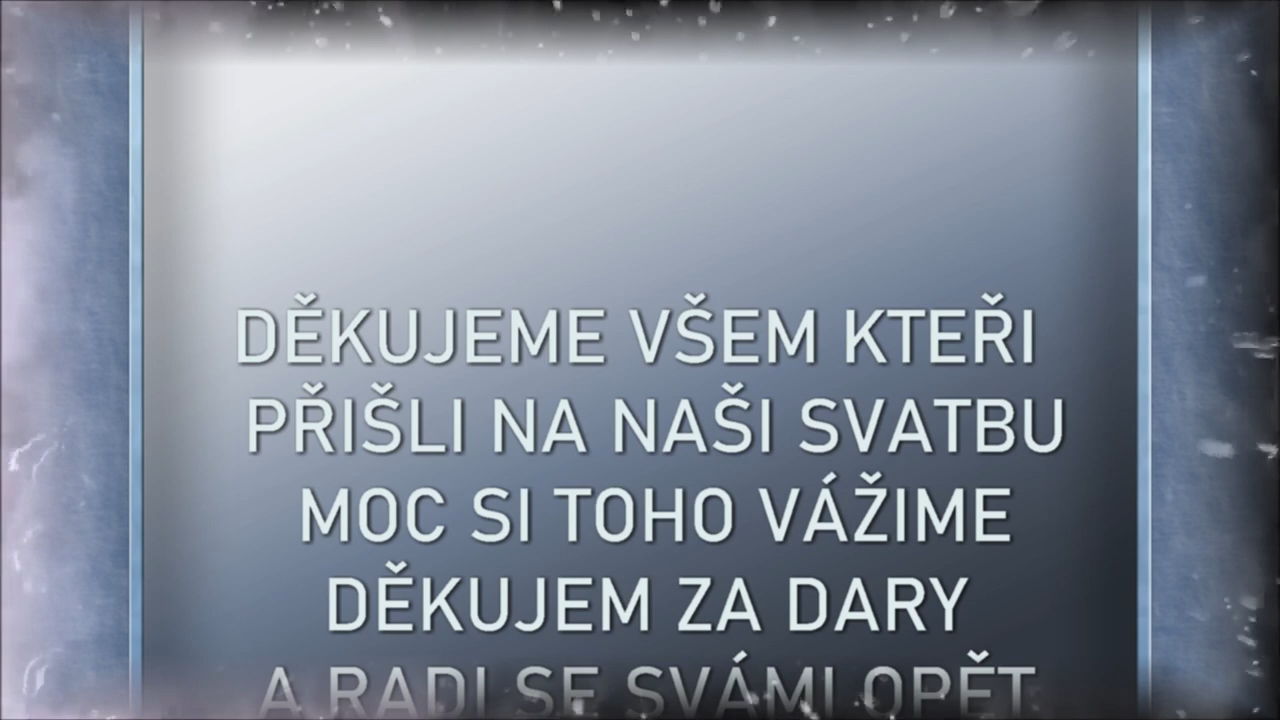 DĚKUJEME VŠEM KTEŘI
PŘIŠLI NA NAŠI SVATBU
MOC SI TOHO VÁŽIME
DĚKUJEM ZA DARY
A RADI SE SVÁMI OPĚT